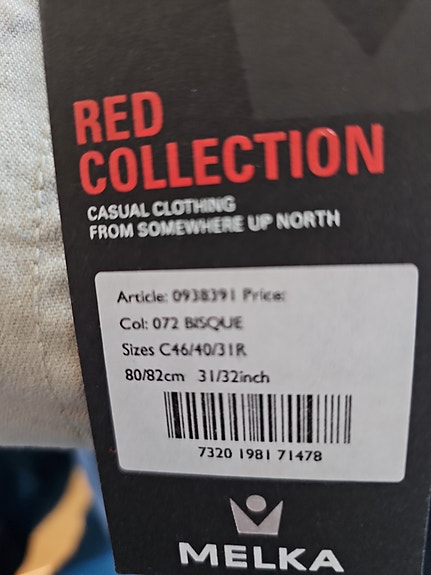 RED
COLLECTION
CASUAL CLOTHING
FROM SOMEWHERE UP NORTH
Article: 0938391 Price:
Col: 072 BISQUE
Sizes C46/40/31R
80/82cm 31/32inch
7320 1981 71478
MELKA